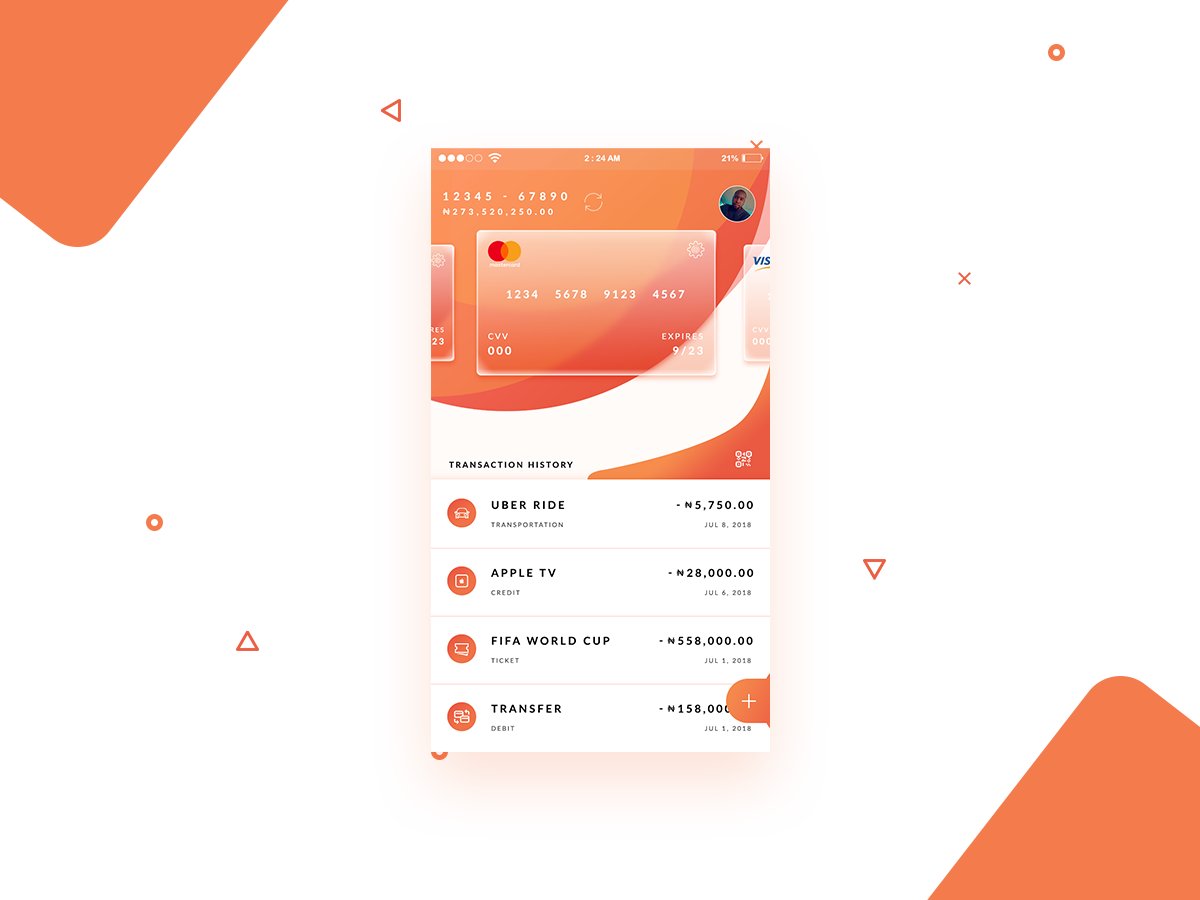 2:24 AM 21%
12345 - 67890
₦273,520,250.00
mastercard
VIS
1234 5678 9123 4567
RES CVV EXPIRES CVV
23 000 9/23 000
TRANSACTION HISTORY
UBER RIDE - ₦5,750.00
TRANSPORTATION JUL 8, 2018
APPLE TV - ₦28,000.00
CREDIT JUL 6, 2018
FIFA WORLD CUP - ₦558,000.00
TICKET JUL 1, 2018
TRANSFER - ₦158,000
DEBIT JUL 1, 2018